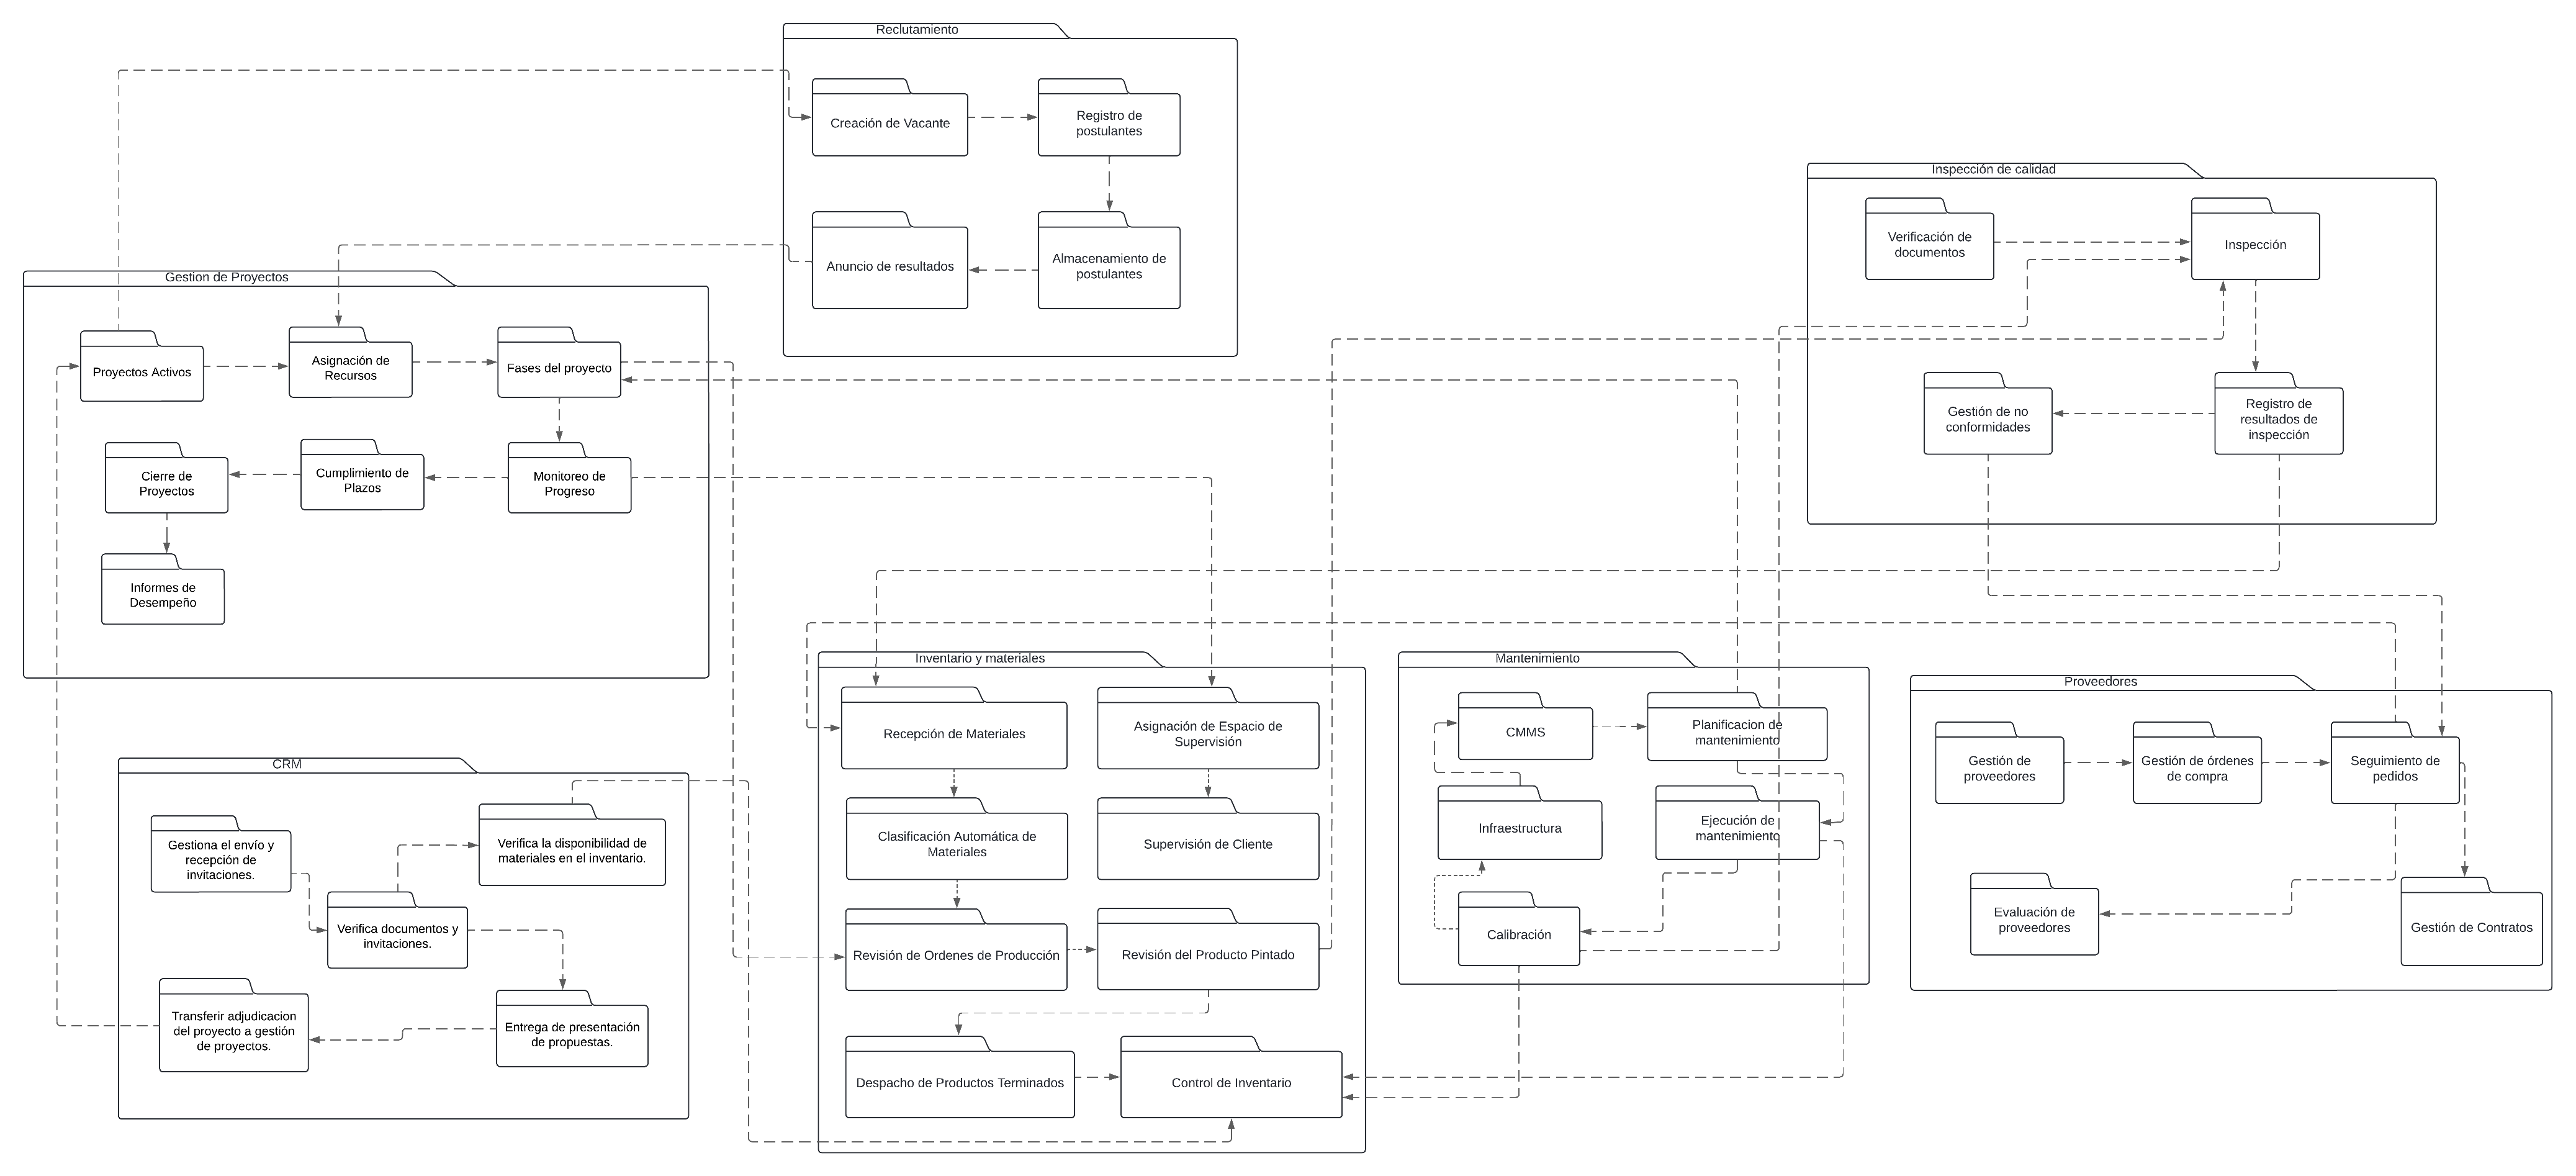 Reclutamiento
Creación de Vacante
Registro de
postulantes
Anuncio de resultados
Almacenamiento de
postulantes
Inspección de calidad
Verificación de
documentos
Inspección
Gestión de no
conformidades
Registro de
resultados de
inspección
Gestion de Proyectos
Proyectos Activos
Asignación de
Recursos
Fases del proyecto
Cierre de
Proyectos
Cumplimiento de
Plazos
Monitoreo de
Progreso
Informes de
Desempeño
Inventario y materiales
Recepción de Materiales
Asignación de Espacio de
Supervisión
Clasificación Automática de
Materiales
Supervisión de Cliente
Revisión de Ordenes de Producción
Revisión del Producto Pintado
Despacho de Productos Terminados
Control de Inventario
Mantenimiento
CMMS
Planificacion de
mantenimiento
Infraestructura
Ejecución de
mantenimiento
Calibración
Proveedores
Gestión de
proveedores
Gestión de órdenes
de compra
Seguimiento de
pedidos
Evaluación de
proveedores
Gestión de Contratos
CRM
Gestiona el envío y
recepción de
invitaciones.
Verifica la disponibilidad de
materiales en el inventario.
Verifica documentos y
invitaciones.
Transferir adjudicacion
del proyecto a gestión
de proyectos.
Entrega de presentación
de propuestas.